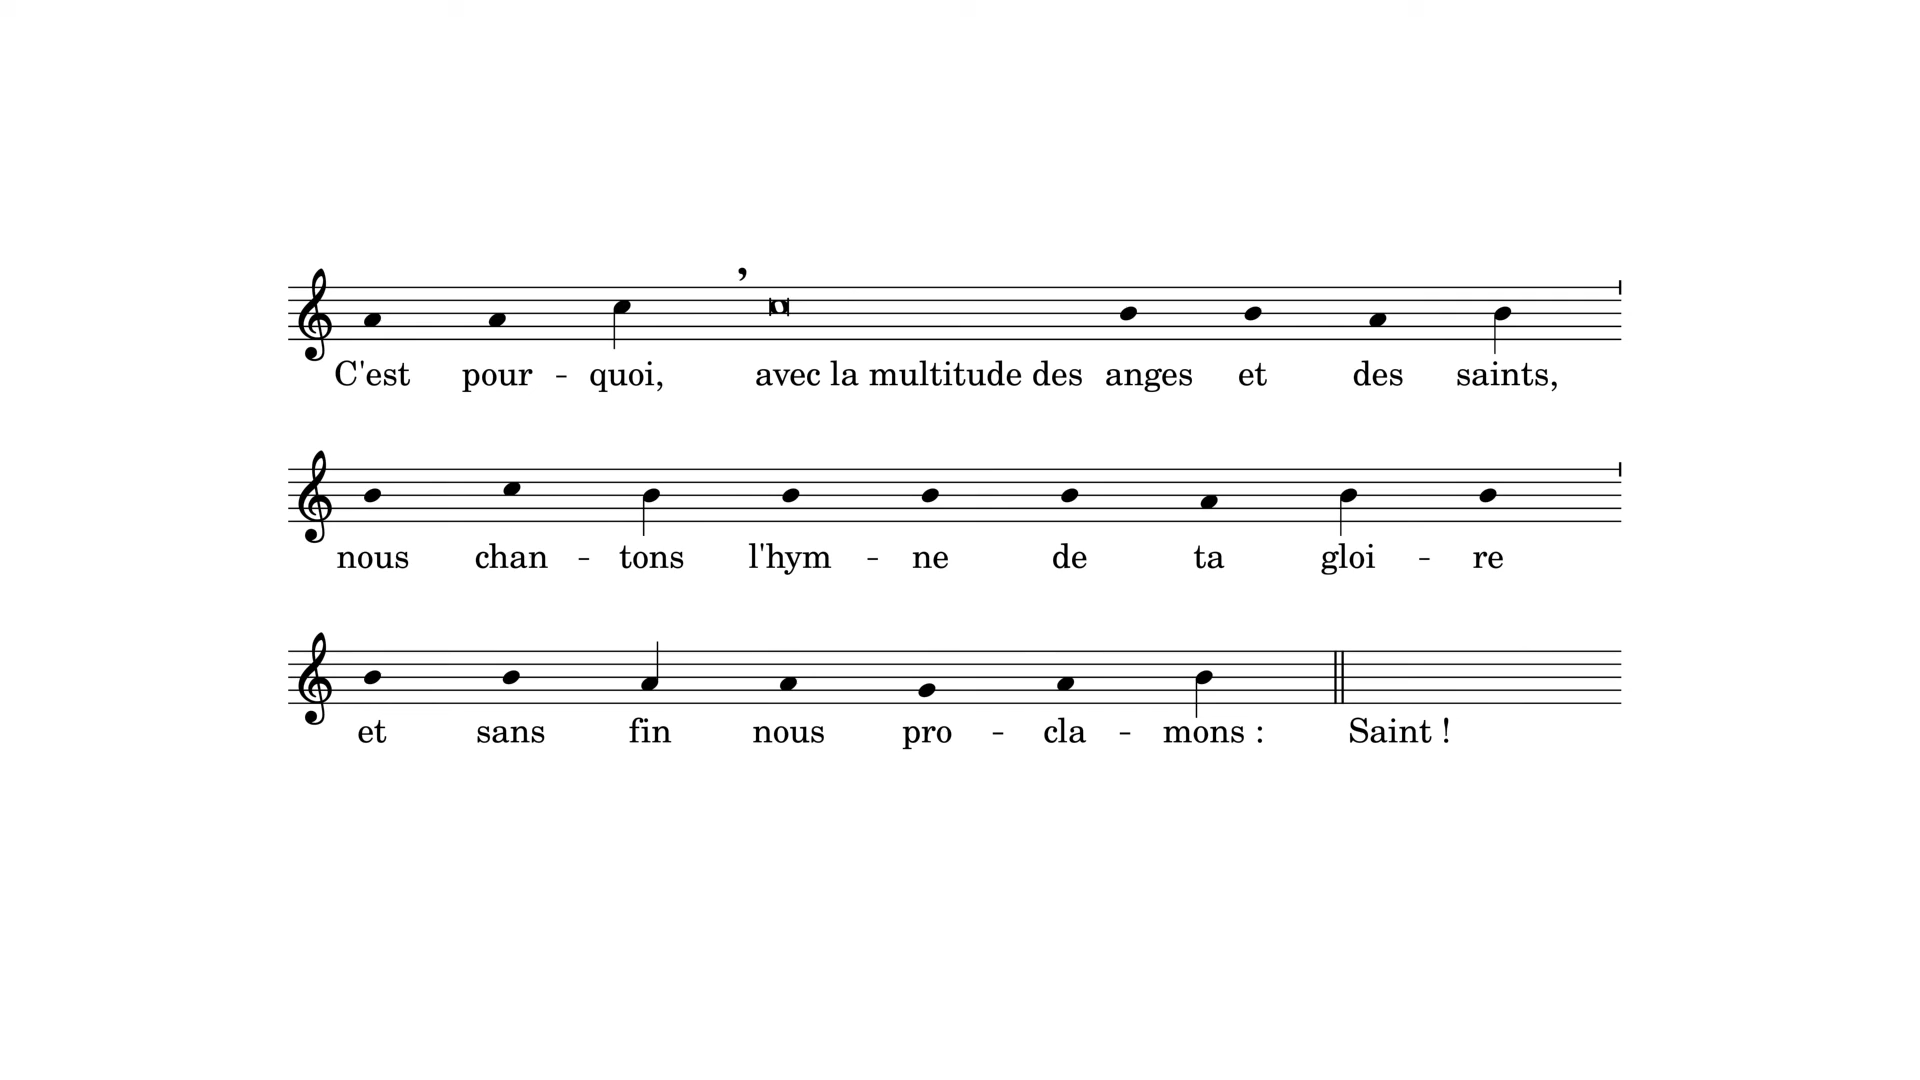 C'est pour - quoi, avec la multitude des anges et des saints,
nous chan - tons l'hym - ne de ta gloi - re
et sans fin nous pro - cla - mons : Saint !